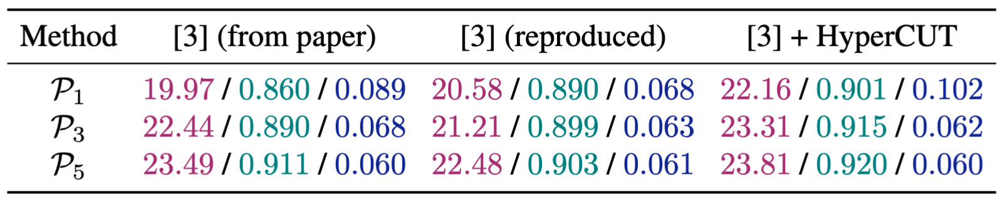 Method [3] (from paper) [3] (reproduced) [3] + HyperCUT
𝒫₁ 19.97 / 0.860 / 0.089 20.58 / 0.890 / 0.068 22.16 / 0.901 / 0.102
𝒫₃ 22.44 / 0.890 / 0.068 21.21 / 0.899 / 0.063 23.31 / 0.915 / 0.062
𝒫₅ 23.49 / 0.911 / 0.060 22.48 / 0.903 / 0.061 23.81 / 0.920 / 0.060